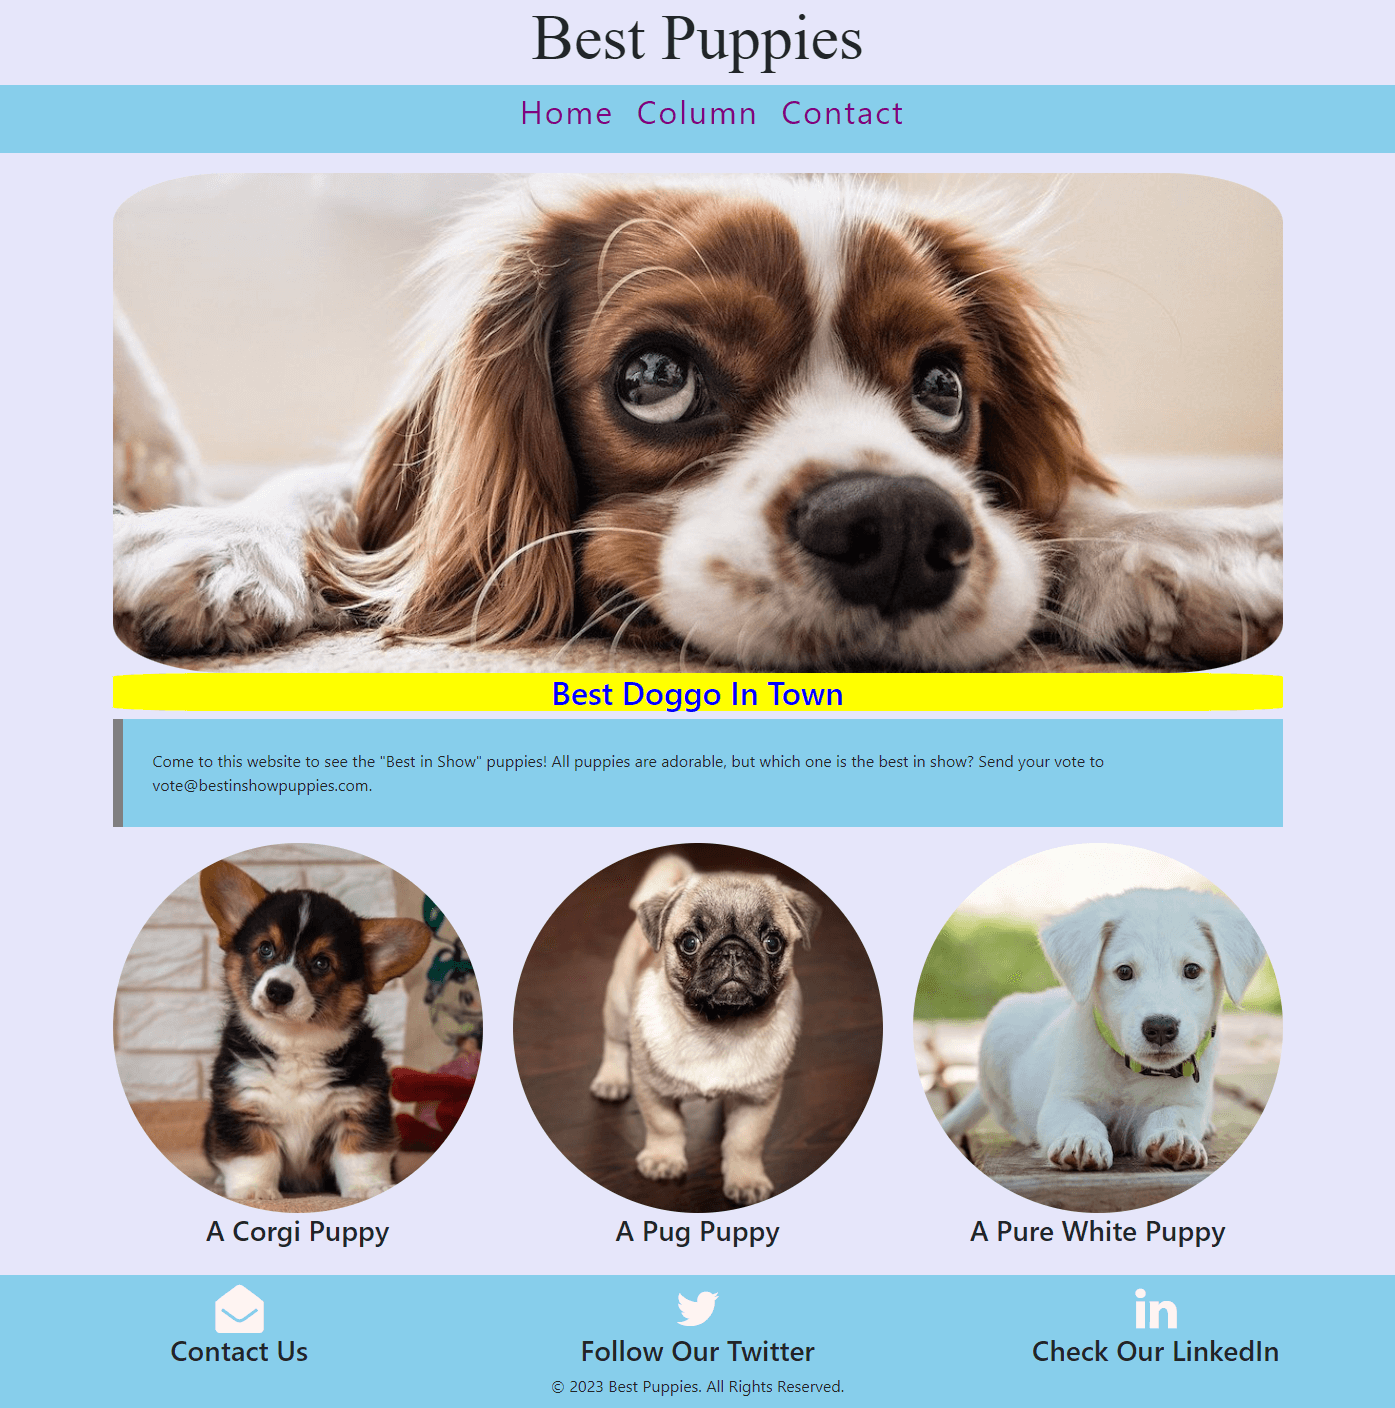 Best Puppies
Home Column Contact
Best Doggo In Town
Come to this website to see the "Best in Show" puppies! All puppies are adorable, but which one is the best in show? Send your vote to
vote@bestinshowpuppies.com.
A Corgi Puppy
A Pug Puppy
A Pure White Puppy
Contact Us
Follow Our Twitter
Check Our LinkedIn
© 2023 Best Puppies. All Rights Reserved.